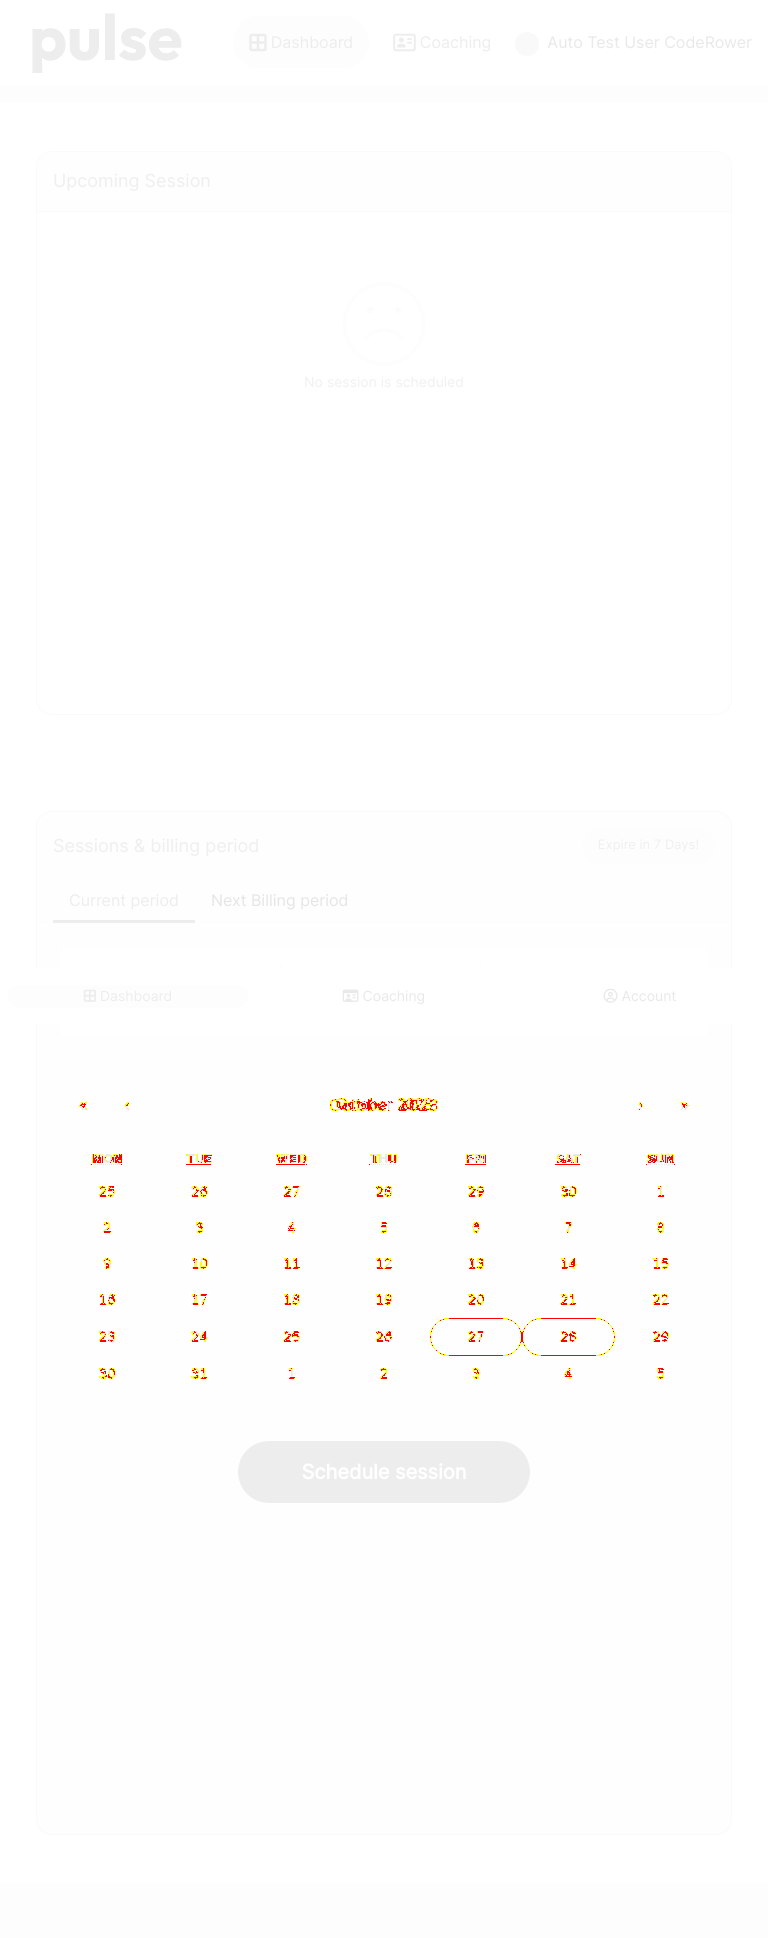 pulse Dashboard Coaching Auto Test User CodeRower
Upcoming Session
No session is scheduled
Sessions & billing period Expire in 7 Days!
Current period Next Billing period
Dashboard Coaching Account
« ‹ October 2023 › »
MON TUE WED THU FRI SAT SUN
25 26 27 28 29 30 1
2 3 4 5 6 7 8
9 10 11 12 13 14 15
16 17 18 19 20 21 22
23 24 25 26 27 28 29
30 31 1 2 3 4 5
Schedule session